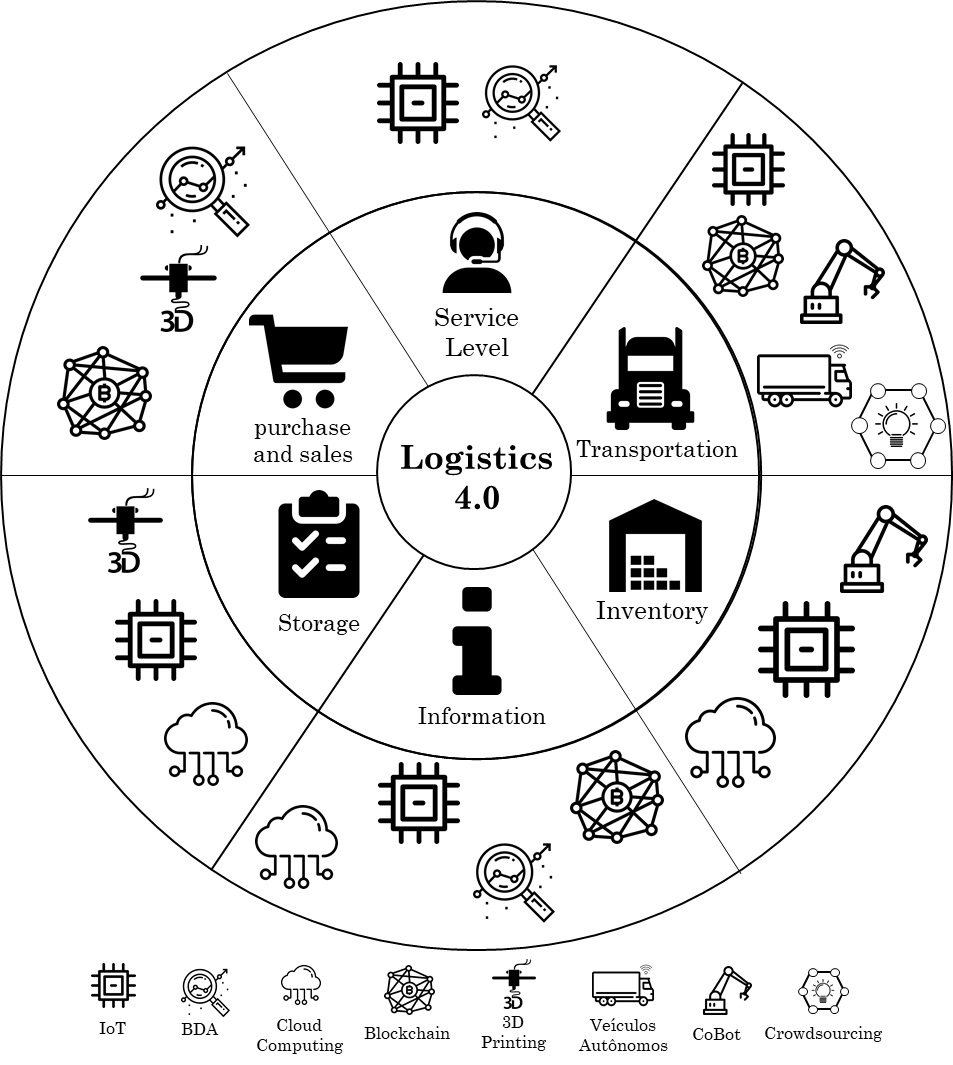 Service
Level
purchase
and sales
Transportation
Logistics
4.0
Storage
Inventory
Information
3D
B
B
3D
B
IoT
BDA
Cloud
Computing
B
Blockchain
3D
3D
Printing
Veículos
Autônomos
CoBot
Crowdsourcing